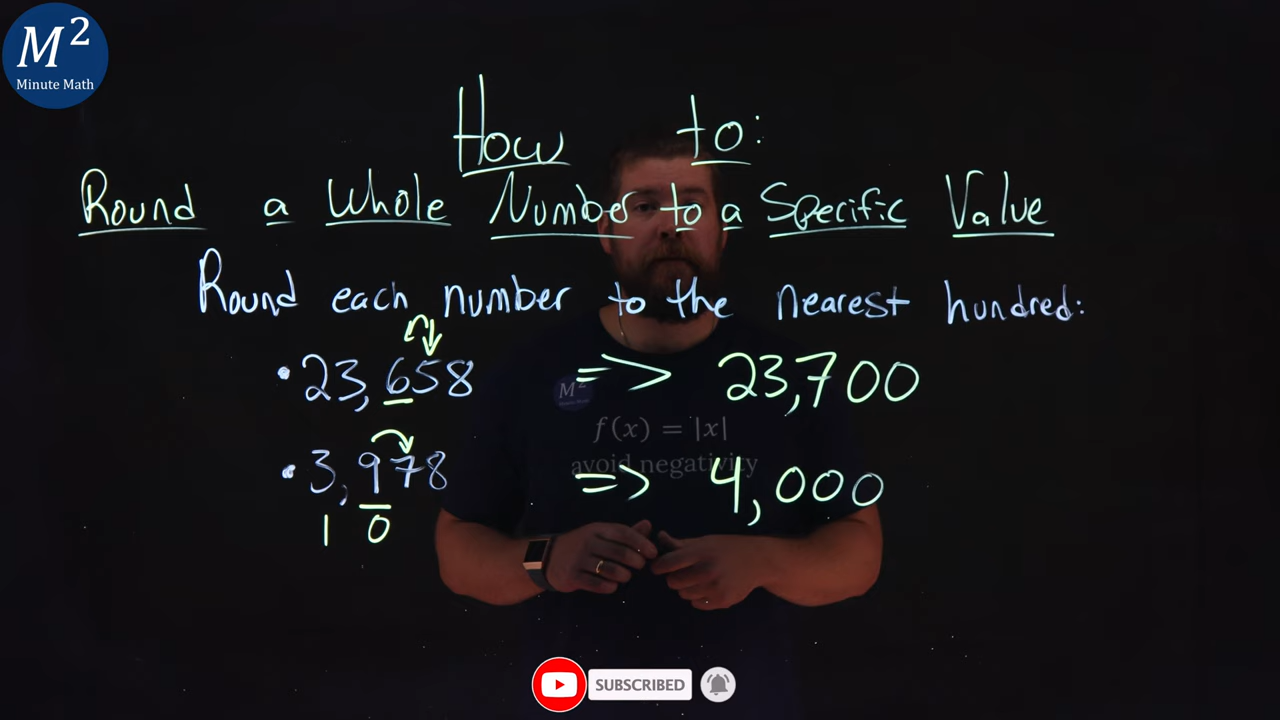 M²
Minute Math
How to:
Round a Whole Number to a Specific Value
Round each number to the nearest hundred:
• 23,658 => 23,700
M²
f(x) = |x|
avoid negativity
• 3,978 => 4,000
1 0
SUBSCRIBED